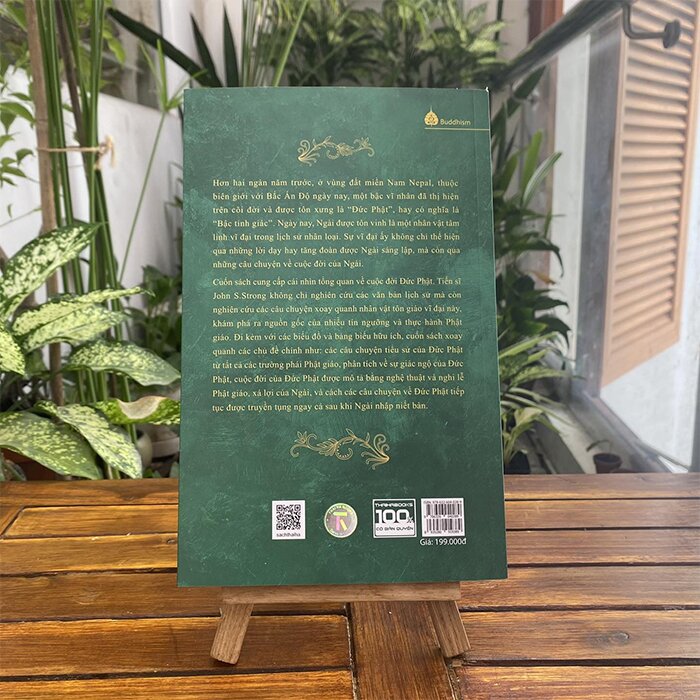 Buddhism
Hơn hai ngàn năm trước, ở vùng đất miền Nam Nepal, thuộc
biên giới với Bắc Ấn Độ ngày nay, một bậc vĩ nhân đã thị hiện
trên cõi đời và được tôn xưng là “Đức Phật”, hay có nghĩa là
“Bậc tỉnh giác”. Ngày nay, Ngài được tôn vinh là một nhân vật tâm
linh vĩ đại trong lịch sử nhân loại. Sự vĩ đại ấy không chỉ thể hiện
qua những lời dạy hay tăng đoàn được Ngài sáng lập, mà còn qua
những câu chuyện về cuộc đời của Ngài.
Cuốn sách cung cấp cái nhìn tổng quan về cuộc đời Đức Phật. Tiến sĩ
John S.Strong không chỉ nghiên cứu các văn bản lịch sử mà còn
nghiên cứu các câu chuyện xoay quanh nhân vật tôn giáo vĩ đại này,
khám phá ra nguồn gốc của nhiều tín ngưỡng và thực hành Phật
giáo. Đi kèm với các biểu đồ và bảng biểu hữu ích, cuốn sách xoay
quanh các chủ đề chính như: các câu chuyện tiểu sử của Đức Phật
từ tất cả các trường phái Phật giáo, phân tích về sự giác ngộ của Đức
Phật, cuộc đời của Đức Phật được mô tả bằng nghệ thuật và nghi lễ
Phật giáo, xá lợi của Ngài, và cách các câu chuyện về Đức Phật tiếp
tục được truyền tụng ngay cả sau khi Ngài nhập niết bàn.
sachthaiha
THAIHABOOKS
100%
CÓ BẢN QUYỀN
Giá: 199.000đ